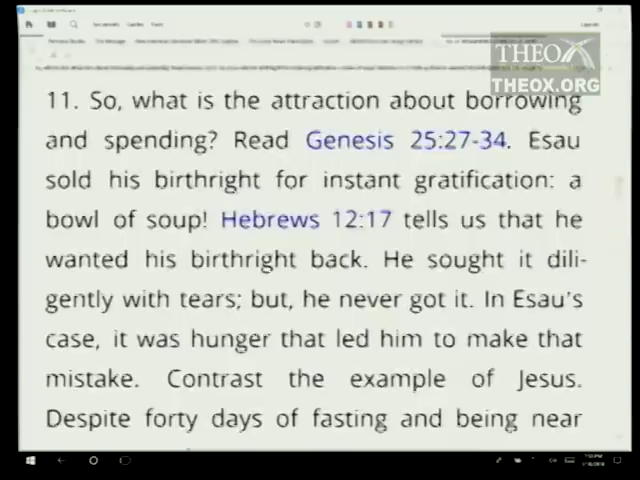 THEOX
THEOX.ORG
11. So, what is the attraction about borrowing
and spending? Read Genesis 25:27-34. Esau
sold his birthright for instant gratification: a
bowl of soup! Hebrews 12:17 tells us that he
wanted his birthright back. He sought it dili-
gently with tears; but, he never got it. In Esau's
case, it was hunger that led him to make that
mistake. Contrast the example of Jesus.
Despite forty days of fasting and being near